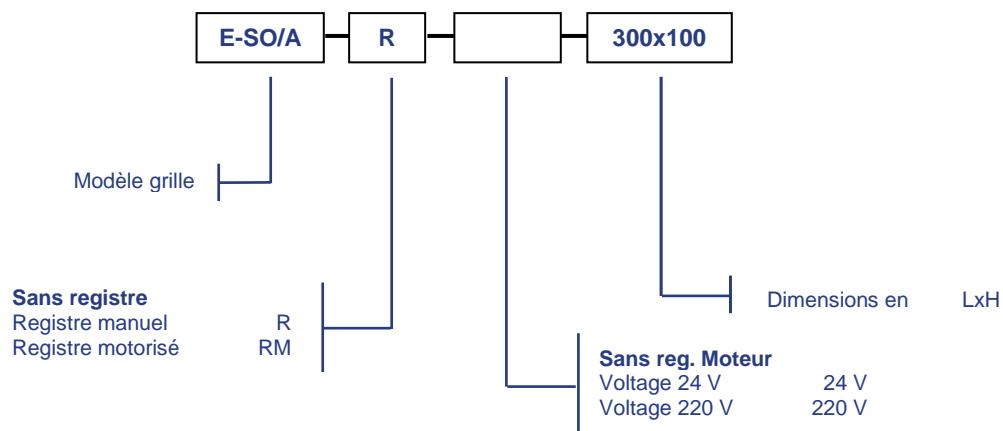 E-SO/A R 300x100
Modèle grille
Sans registre
Registre manuel R
Registre motorisé RM
Dimensions en LxH
Sans reg. Moteur
Voltage 24 V 24 V
Voltage 220 V 220 V